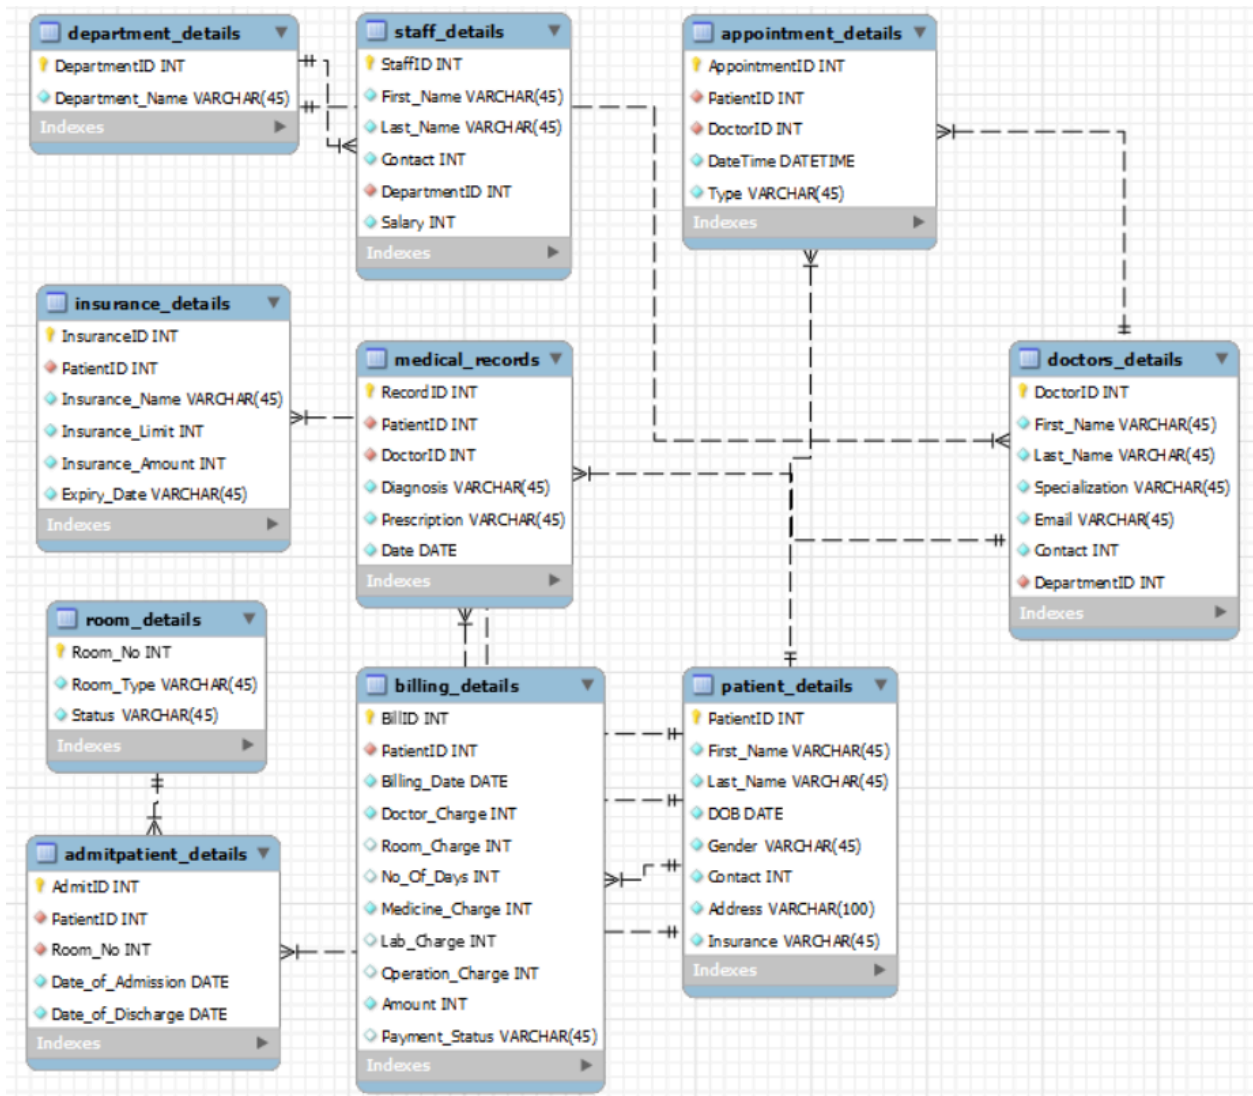 department_details
DepartmentID INT
Department_Name VARCHAR(45)
Indexes
staff_details
StaffID INT
First_Name VARCHAR(45)
Last_Name VARCHAR(45)
Contact INT
DepartmentID INT
Salary INT
Indexes
appointment_details
AppointmentID INT
PatientID INT
DoctorID INT
DateTime DATETIME
Type VARCHAR(45)
Indexes
insurance_details
InsuranceID INT
PatientID INT
Insurance_Name VARCHAR(45)
Insurance_Limit INT
Insurance_Amount INT
Expiry_Date VARCHAR(45)
Indexes
medical_records
RecordID INT
PatientID INT
DoctorID INT
Diagnosis VARCHAR(45)
Prescription VARCHAR(45)
Date DATE
Indexes
doctors_details
DoctorID INT
First_Name VARCHAR(45)
Last_Name VARCHAR(45)
Specialization VARCHAR(45)
Email VARCHAR(45)
Contact INT
DepartmentID INT
Indexes
room_details
Room_No INT
Room_Type VARCHAR(45)
Status VARCHAR(45)
Indexes
billing_details
BillID INT
PatientID INT
Billing_Date DATE
Doctor_Charge INT
Room_Charge INT
No_Of_Days INT
Medicine_Charge INT
Lab_Charge INT
Operation_Charge INT
Amount INT
Payment_Status VARCHAR(45)
Indexes
patient_details
PatientID INT
First_Name VARCHAR(45)
Last_Name VARCHAR(45)
DOB DATE
Gender VARCHAR(45)
Contact INT
Address VARCHAR(100)
Insurance VARCHAR(45)
Indexes
admitpatient_details
AdmitID INT
PatientID INT
Room_No INT
Date_of_Admission DATE
Date_of_Discharge DATE
Indexes